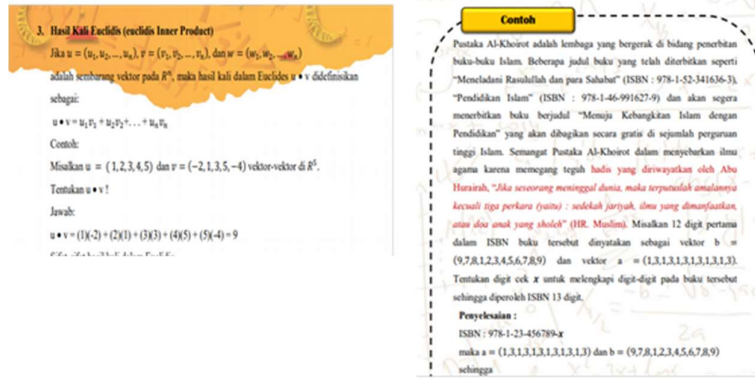 3. Hasil Kali Euclidis (euclidis Inner Product)
Jika u = (u₁, u₂, ..., uₙ), v = (v₁, v₂, ..., vₙ), dan w = (w₁, w₂, ..., wₙ)
adalah sembarang vektor pada Rⁿ, maka hasil kali dalam Euclides u • v didefinisikan
sebagai:
u • v = u₁v₁ + u₂v₂+. . . + uₙvₙ
Contoh:
Misalkan u = ( 1, 2, 3, 4, 5) dan v = (-2, 1, 3, 5, -4) vektor-vektor di R⁵.
Tentukan u • v !
Jawab:
u • v = (1)(-2) + (2)(1) + (3)(3) + (4)(5) + (5)(-4) = 9
Contoh
Pustaka Al-Khoirot adalah lembaga yang bergerak di bidang penerbitan
buku-buku Islam. Beberapa judul buku yang telah diterbitkan seperti
“Meneladani Rasulullah dan para Sahabat” (ISBN : 978-1-52-341636-3),
“Pendidikan Islam” (ISBN : 978-1-46-991627-9) dan akan segera
menerbitkan buku berjudul “Menuju Kebangkitan Islam dengan
Pendidikan” yang akan dibagikan secara gratis di sejumlah perguruan
tinggi Islam. Semangat Pustaka Al-Khoirot dalam menyebarkan ilmu
agama karena memegang teguh hadis yang diriwayatkan oleh Abu
Hurairah, “Jika seseorang meninggal dunia, maka terputuslah amalannya
kecuali tiga perkara (yaitu) : sedekah jariyah, ilmu yang dimanfaatkan,
atau doa anak yang sholeh” (HR. Muslim). Misalkan 12 digit pertama
dalam ISBN buku tersebut dinyatakan sebagai vektor b =
(9,7,8,1,2,3,4,5,6,7,8,9) dan vektor a = (1,3,1,3,1,3,1,3,1,3,1,3).
Tentukan digit cek x untuk melengkapi digit-digit pada buku tersebut
sehingga diperoleh ISBN 13 digit.
Penyelesaian :
ISBN : 978-1-23-456789-x
maka a = (1,3,1,3,1,3,1,3,1,3,1,3) dan b = (9,7,8,1,2,3,4,5,6,7,8,9)
sehingga